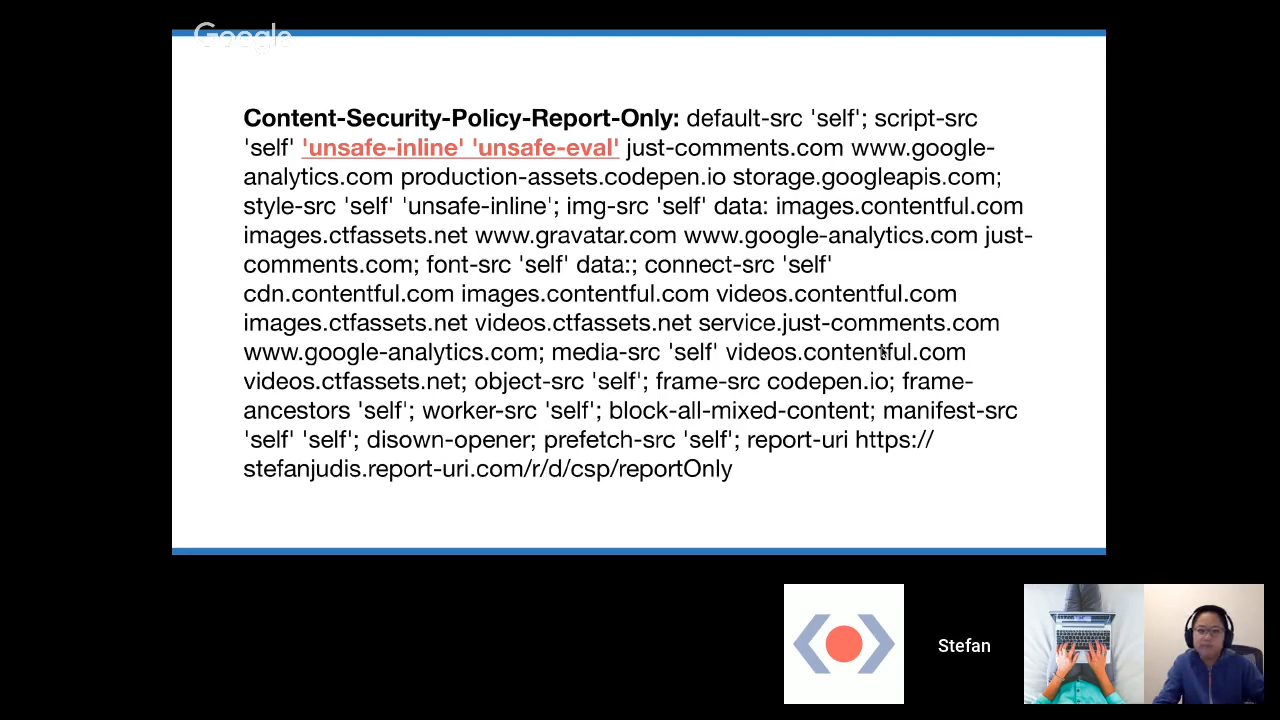 Google
Content-Security-Policy-Report-Only: default-src 'self'; script-src
'self' 'unsafe-inline' 'unsafe-eval' just-comments.com www.google-
analytics.com production-assets.codepen.io storage.googleapis.com;
style-src 'self' 'unsafe-inline'; img-src 'self' data: images.contentful.com
images.ctfassets.net www.gravatar.com www.google-analytics.com just-
comments.com; font-src 'self' data:; connect-src 'self'
cdn.contentful.com images.contentful.com videos.contentful.com
images.ctfassets.net videos.ctfassets.net service.just-comments.com
www.google-analytics.com; media-src 'self' videos.contentful.com
videos.ctfassets.net; object-src 'self'; frame-src codepen.io; frame-
ancestors 'self'; worker-src 'self'; block-all-mixed-content; manifest-src
'self' 'self'; disown-opener; prefetch-src 'self'; report-uri https://
stefanjudis.report-uri.com/r/d/csp/reportOnly
Stefan